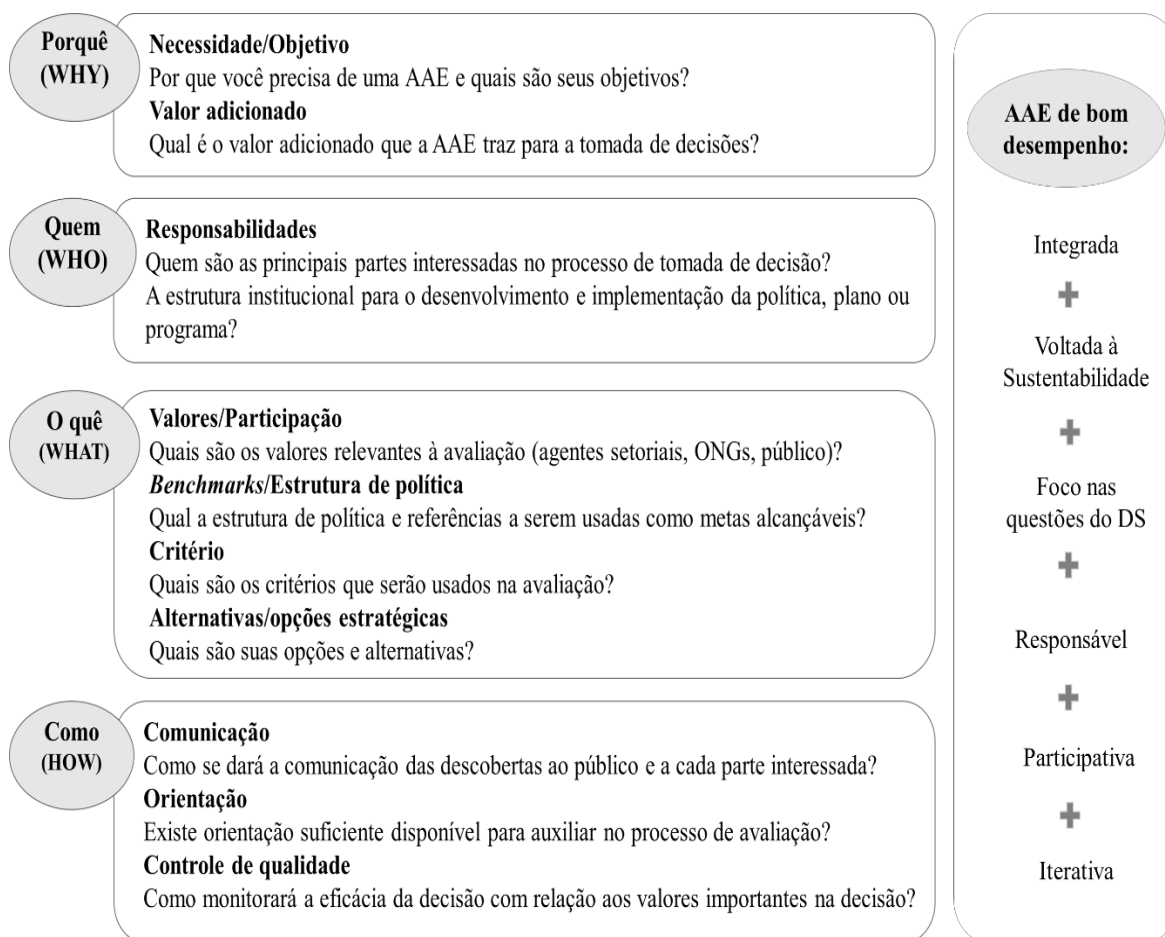 Porquê
(WHY)
Necessidade/Objetivo
Por que você precisa de uma AAE e quais são seus objetivos?
Valor adicionado
Qual é o valor adicionado que a AAE traz para a tomada de decisões?
Quem
(WHO)
Responsabilidades
Quem são as principais partes interessadas no processo de tomada de decisão?
A estrutura institucional para o desenvolvimento e implementação da política, plano ou
programa?
O quê
(WHAT)
Valores/Participação
Quais são os valores relevantes à avaliação (agentes setoriais, ONGs, público)?
Benchmarks/Estrutura de política
Qual a estrutura de política e referências a serem usadas como metas alcançáveis?
Critério
Quais são os critérios que serão usados na avaliação?
Alternativas/opções estratégicas
Quais são suas opções e alternativas?
Como
(HOW)
Comunicação
Como se dará a comunicação das descobertas ao público e a cada parte interessada?
Orientação
Existe orientação suficiente disponível para auxiliar no processo de avaliação?
Controle de qualidade
Como monitorará a eficácia da decisão com relação aos valores importantes na decisão?
AAE de bom
desempenho:
Integrada
+
Voltada à
Sustentabilidade
+
Foco nas
questões do DS
+
Responsável
+
Participativa
+
Iterativa